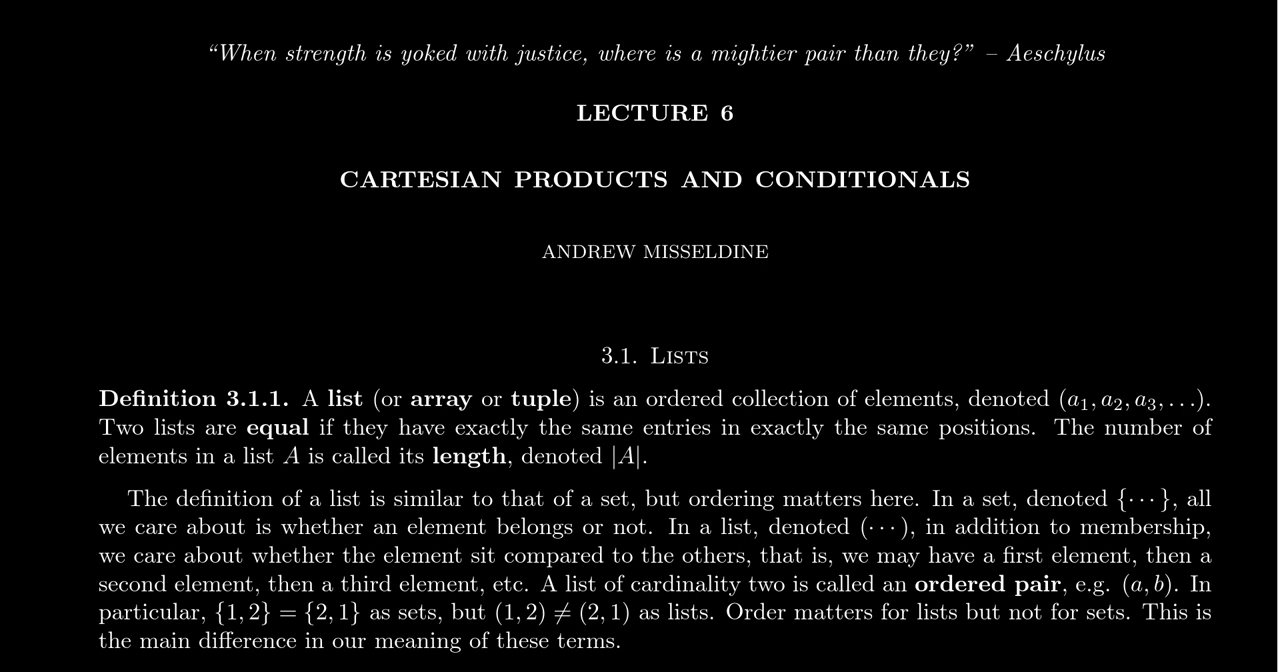 “When strength is yoked with justice, where is a mightier pair than they?” – Aeschylus
LECTURE 6
CARTESIAN PRODUCTS AND CONDITIONALS
ANDREW MISSELDINE
3.1. Lists
Definition 3.1.1. A list (or array or tuple) is an ordered collection of elements, denoted (a₁, a₂, a₃, . . .).
Two lists are equal if they have exactly the same entries in exactly the same positions. The number of
elements in a list A is called its length, denoted |A|.
The definition of a list is similar to that of a set, but ordering matters here. In a set, denoted {· · ·}, all
we care about is whether an element belongs or not. In a list, denoted (· · ·), in addition to membership,
we care about whether the element sit compared to the others, that is, we may have a first element, then a
second element, then a third element, etc. A list of cardinality two is called an ordered pair, e.g. (a, b). In
particular, {1, 2} = {2, 1} as sets, but (1, 2) ≠ (2, 1) as lists. Order matters for lists but not for sets. This is
the main difference in our meaning of these terms.